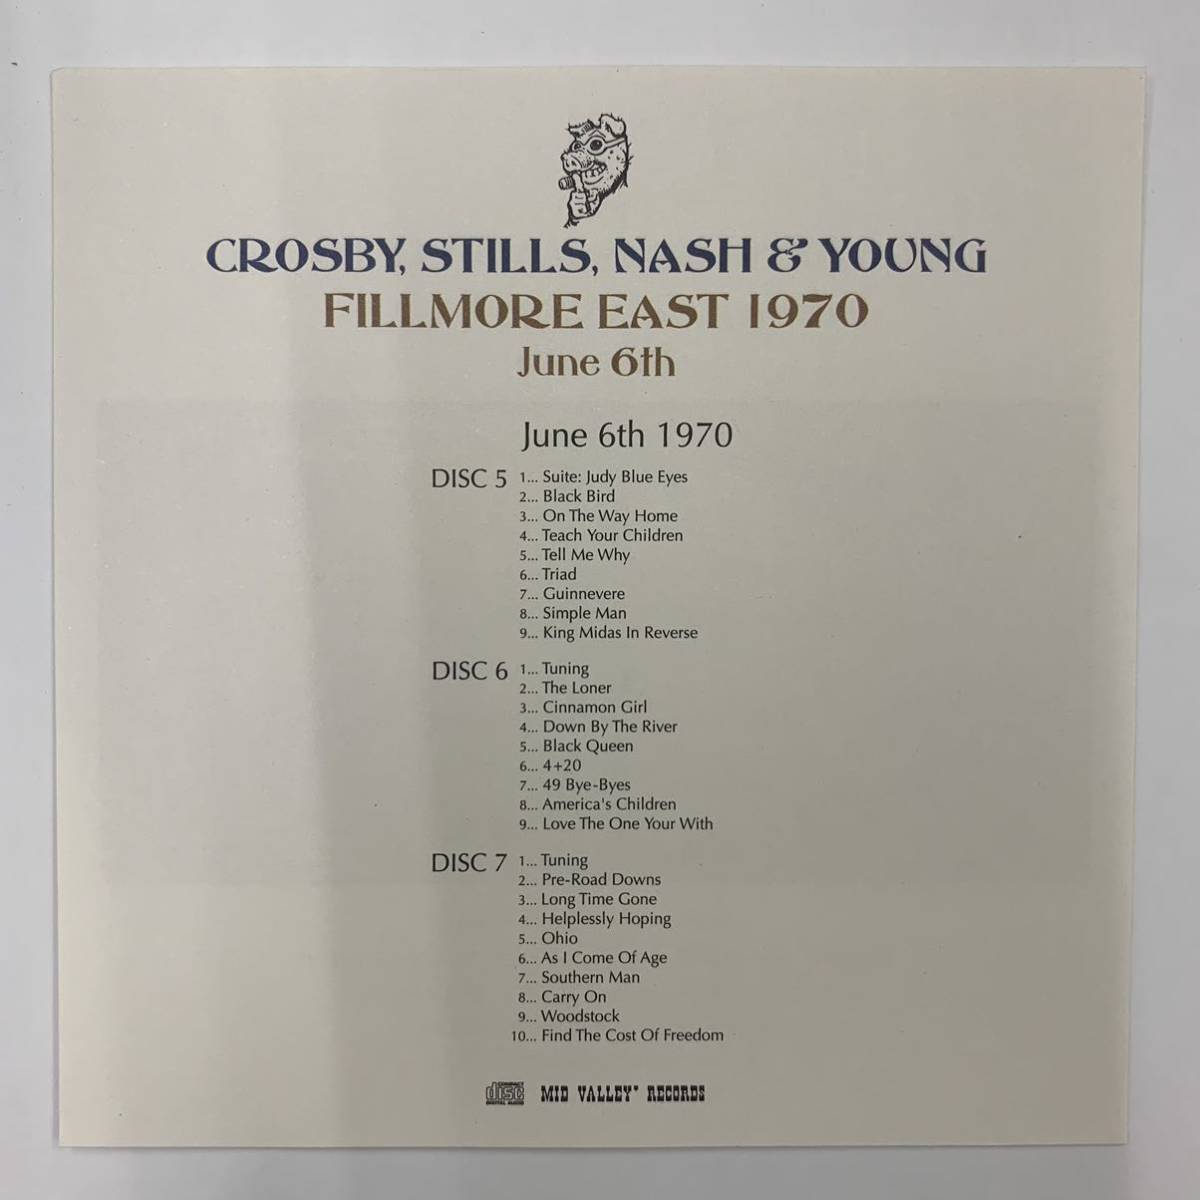 CROSBY, STILLS, NASH & YOUNG
FILLMORE EAST 1970
June 6th
June 6th 1970
DISC 5 1... Suite: Judy Blue Eyes
2... Black Bird
3... On The Way Home
4... Teach Your Children
5... Tell Me Why
6... Triad
7... Guinnevere
8... Simple Man
9... King Midas In Reverse
DISC 6 1... Tuning
2... The Loner
3... Cinnamon Girl
4... Down By The River
5... Black Queen
6... 4+20
7... 49 Bye-Byes
8... America's Children
9... Love The One Your With
DISC 7 1... Tuning
2... Pre-Road Downs
3... Long Time Gone
4... Helplessly Hoping
5... Ohio
6... As I Come Of Age
7... Southern Man
8... Carry On
9... Woodstock
10... Find The Cost Of Freedom
COMPACT disc DIGITAL AUDIO MID VALLEY RECORDS